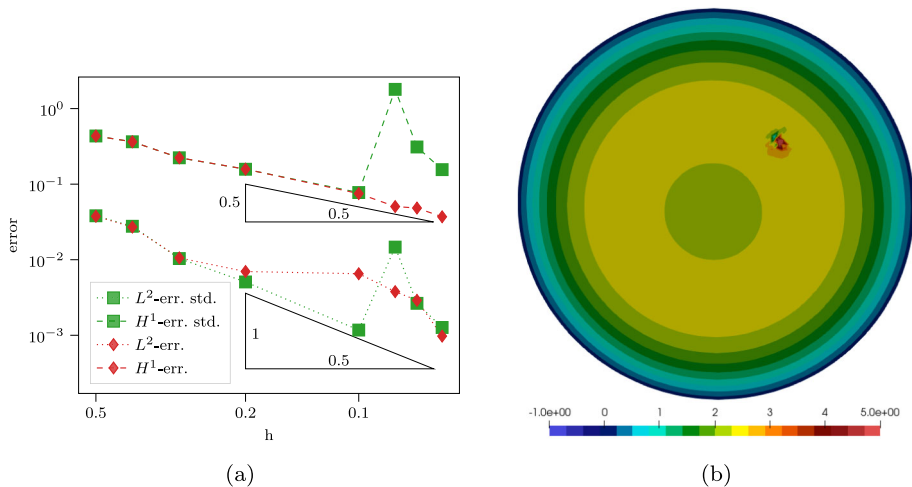 10⁰
10⁻¹
10⁻²
10⁻³
error
0.5
0.5
1
0.5
L²-err. std.
H¹-err. std.
L²-err.
H¹-err.
0.5 0.2 0.1
h
(a)
-1.0e+00 0 1 2 3 4 5.0e+00
(b)